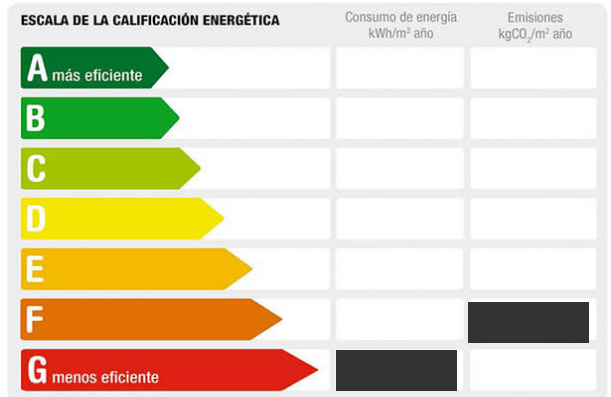 ESCALA DE LA CALIFICACIÓN ENERGÉTICA
Consumo de energía
kWh/m² año
Emisiones
kgCO₂/m² año
A más eficiente
B
C
D
E
F
G menos eficiente